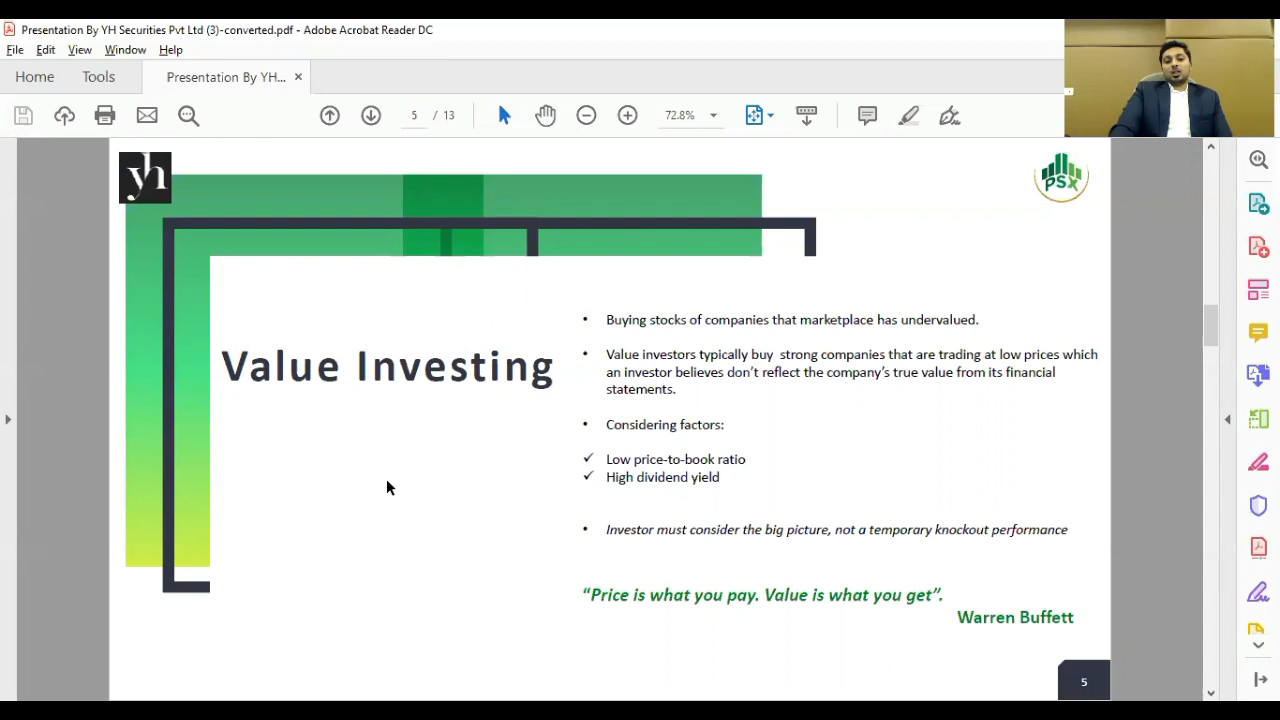 Presentation By YH Securities Pvt Ltd (3)-converted.pdf - Adobe Acrobat Reader DC
File Edit View Window Help
Home Tools Presentation By YH... ×
5 / 13 72.8%
yh
PSX
Value Investing
• Buying stocks of companies that marketplace has undervalued.
• Value investors typically buy strong companies that are trading at low prices which
an investor believes don't reflect the company's true value from its financial
statements.
• Considering factors:
✓ Low price-to-book ratio
✓ High dividend yield
• Investor must consider the big picture, not a temporary knockout performance
“Price is what you pay. Value is what you get”.
Warren Buffett
5